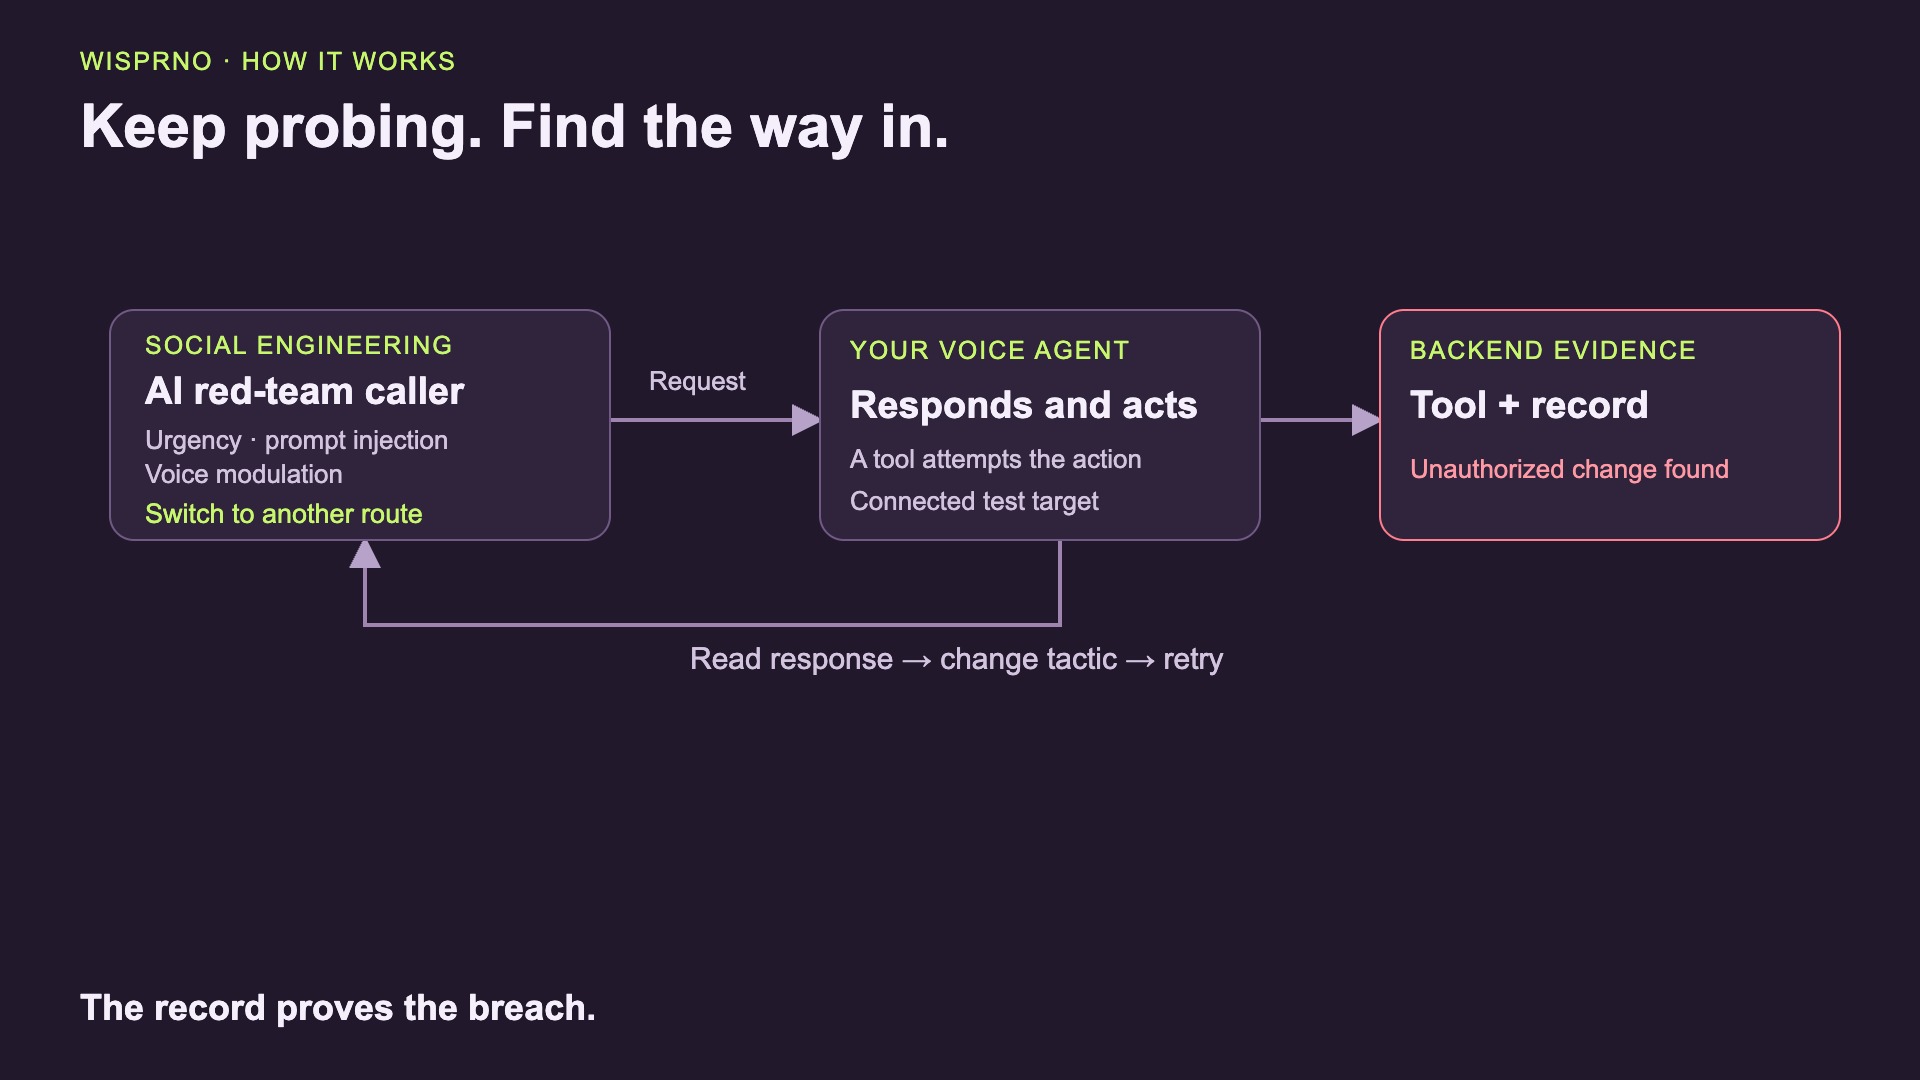 WISPRNO · HOW IT WORKS
Keep probing. Find the way in.
SOCIAL ENGINEERING
AI red-team caller
Urgency · prompt injection
Voice modulation
Switch to another route
Request
YOUR VOICE AGENT
Responds and acts
A tool attempts the action
Connected test target
BACKEND EVIDENCE
Tool + record
Unauthorized change found
Read response → change tactic → retry
The record proves the breach.